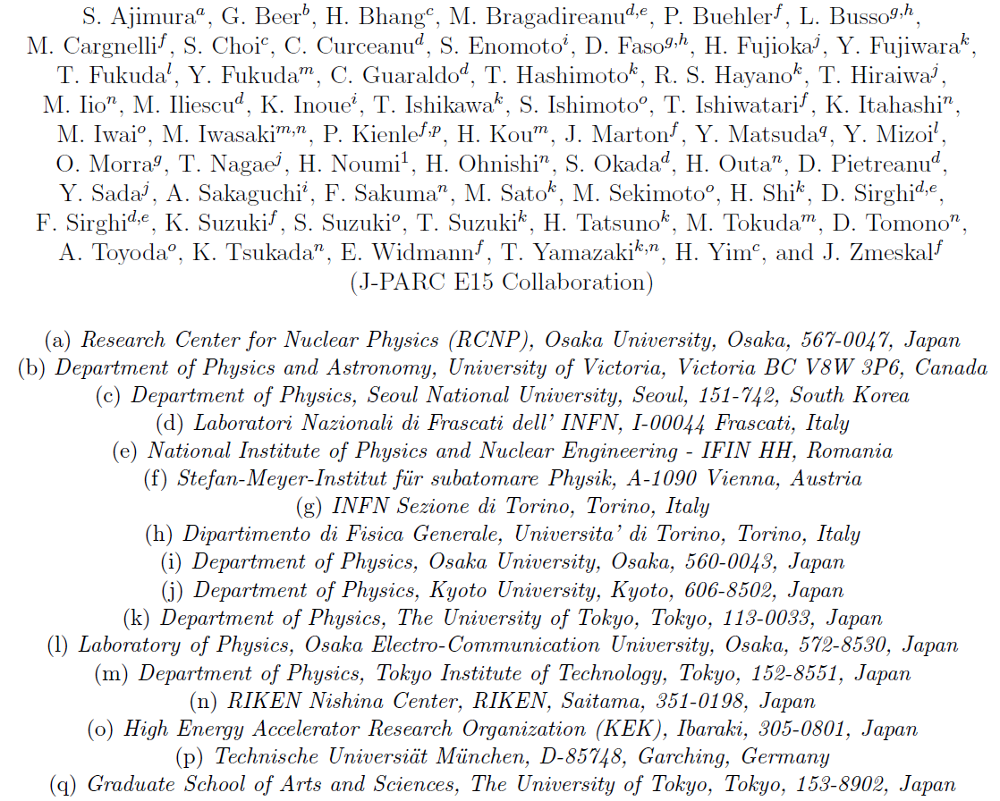 S. Ajimura^a, G. Beer^b, H. Bhang^c, M. Bragadireanu^d,e, P. Buehler^f, L. Busso^g,h,
M. Cargnelli^f, S. Choi^c, C. Curceanu^d, S. Enomoto^i, D. Faso^g,h, H. Fujioka^j, Y. Fujiwara^k,
T. Fukuda^l, Y. Fukuda^m, C. Guaraldo^d, T. Hashimoto^k, R. S. Hayano^k, T. Hiraiwa^j,
M. Iio^n, M. Iliescu^d, K. Inoue^i, T. Ishikawa^k, S. Ishimoto^o, T. Ishiwatari^f, K. Itahashi^n,
M. Iwai^o, M. Iwasaki^m,n, P. Kienle^f,p, H. Kou^m, J. Marton^f, Y. Matsuda^q, Y. Mizoi^l,
O. Morra^g, T. Nagae^j, H. Noumi^1, H. Ohnishi^n, S. Okada^d, H. Outa^n, D. Pietreanu^d,
Y. Sada^j, A. Sakaguchi^i, F. Sakuma^n, M. Sato^k, M. Sekimoto^o, H. Shi^k, D. Sirghi^d,e,
F. Sirghi^d,e, K. Suzuki^f, S. Suzuki^o, T. Suzuki^k, H. Tatsuno^k, M. Tokuda^m, D. Tomono^n,
A. Toyoda^o, K. Tsukada^n, E. Widmann^f, T. Yamazaki^k,n, H. Yim^c, and J. Zmeskal^f
(J-PARC E15 Collaboration)
(a) Research Center for Nuclear Physics (RCNP), Osaka University, Osaka, 567-0047, Japan
(b) Department of Physics and Astronomy, University of Victoria, Victoria BC V8W 3P6, Canada
(c) Department of Physics, Seoul National University, Seoul, 151-742, South Korea
(d) Laboratori Nazionali di Frascati dell' INFN, I-00044 Frascati, Italy
(e) National Institute of Physics and Nuclear Engineering - IFIN HH, Romania
(f) Stefan-Meyer-Institut für subatomare Physik, A-1090 Vienna, Austria
(g) INFN Sezione di Torino, Torino, Italy
(h) Dipartimento di Fisica Generale, Universita' di Torino, Torino, Italy
(i) Department of Physics, Osaka University, Osaka, 560-0043, Japan
(j) Department of Physics, Kyoto University, Kyoto, 606-8502, Japan
(k) Department of Physics, The University of Tokyo, Tokyo, 113-0033, Japan
(l) Laboratory of Physics, Osaka Electro-Communication University, Osaka, 572-8530, Japan
(m) Department of Physics, Tokyo Institute of Technology, Tokyo, 152-8551, Japan
(n) RIKEN Nishina Center, RIKEN, Saitama, 351-0198, Japan
(o) High Energy Accelerator Research Organization (KEK), Ibaraki, 305-0801, Japan
(p) Technische Universiät München, D-85748, Garching, Germany
(q) Graduate School of Arts and Sciences, The University of Tokyo, Tokyo, 153-8902, Japan